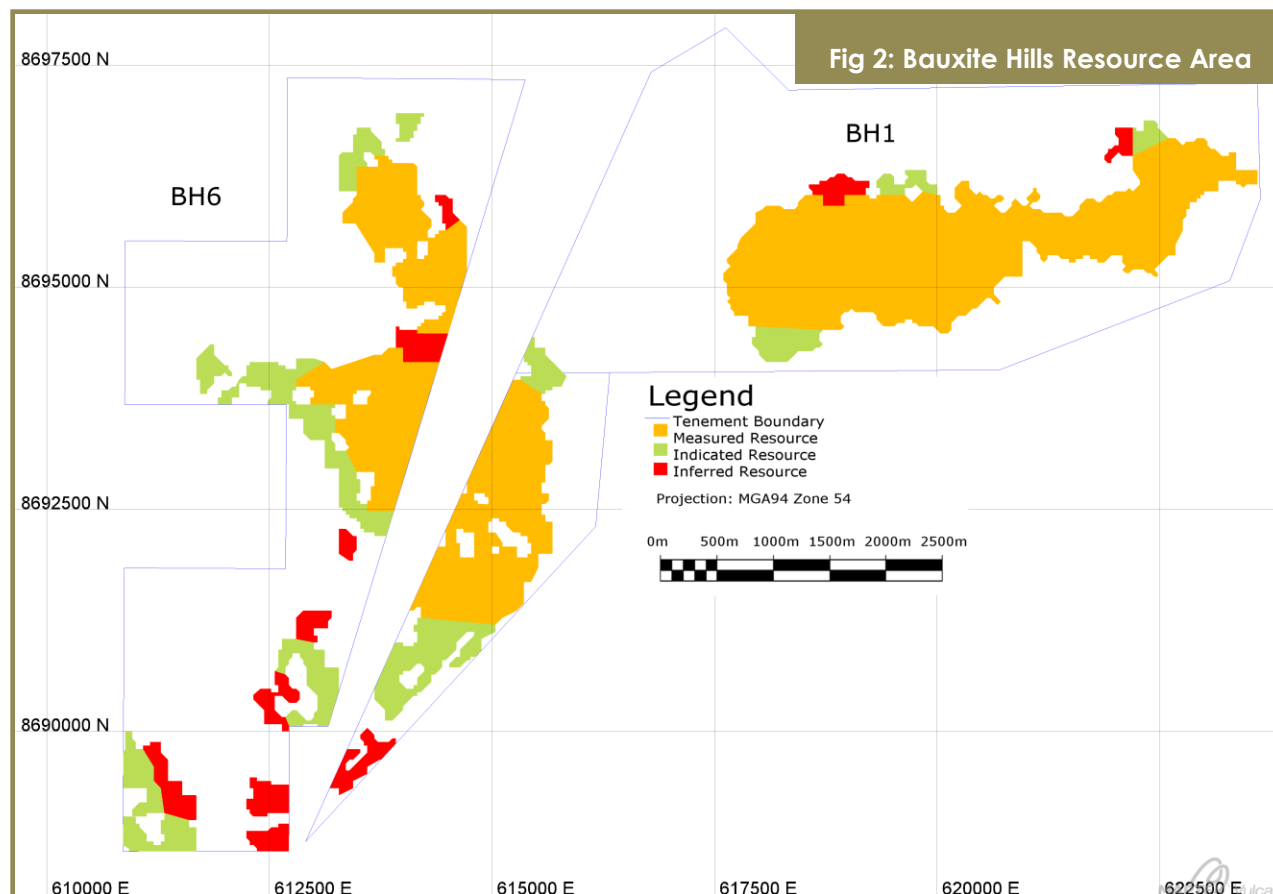 Fig 2: Bauxite Hills Resource Area
8697500 N
BH1
BH6
8695000 N
Legend
Tenement Boundary
Measured Resource
Indicated Resource
Inferred Resource
Projection: MGA94 Zone 54
8692500 N
0m 500m 1000m 1500m 2000m 2500m
8690000 N
610000 E 612500 E 615000 E 617500 E 620000 E 622500 E